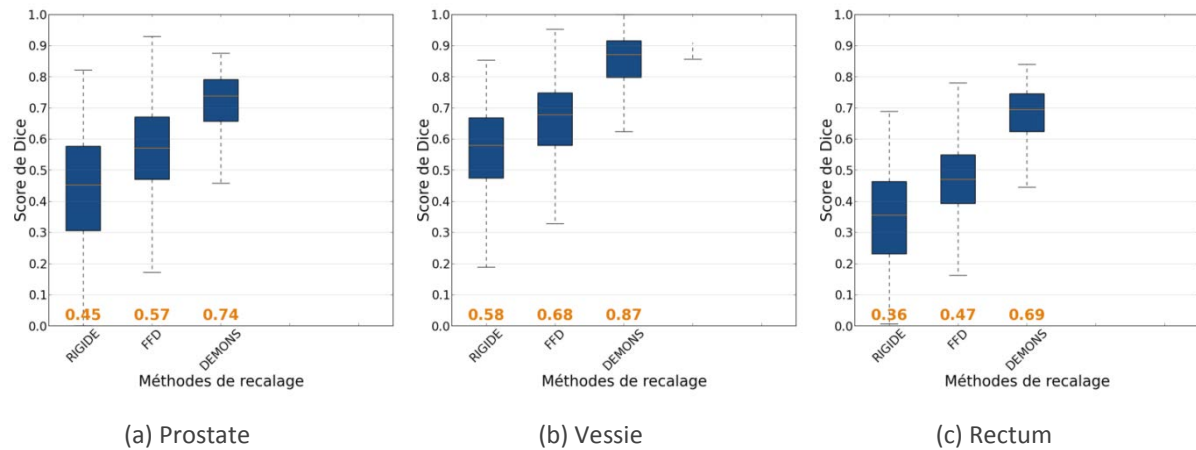 1.0
0.9
0.8
0.7
0.6
0.5
0.4
0.3
0.2
0.1
0.0
Score de Dice
0.45 0.57 0.74
RIGIDE FFD DEMONS
Méthodes de recalage
(a) Prostate
1.0
0.9
0.8
0.7
0.6
0.5
0.4
0.3
0.2
0.1
0.0
Score de Dice
0.58 0.68 0.87
RIGIDE FFD DEMONS
Méthodes de recalage
(b) Vessie
1.0
0.9
0.8
0.7
0.6
0.5
0.4
0.3
0.2
0.1
0.0
Score de Dice
0.36 0.47 0.69
RIGIDE FFD DEMONS
Méthodes de recalage
(c) Rectum